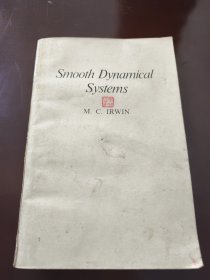 Smooth Dynamical
Systems
M. C. IRWIN